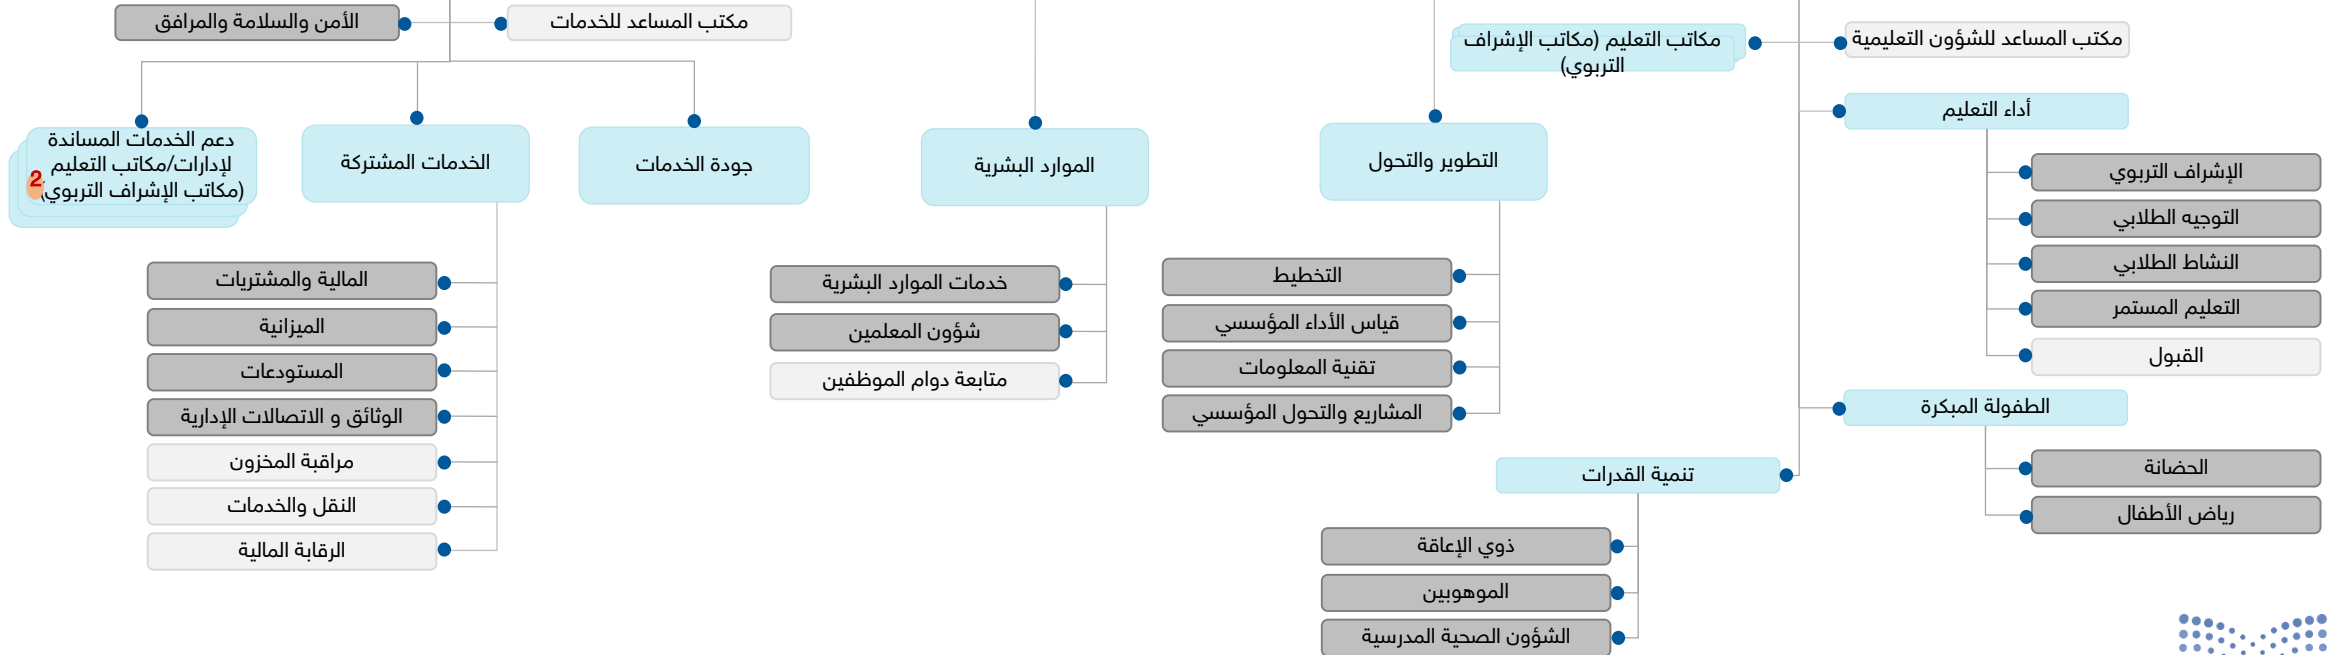 مكتب المساعد للشؤون التعليمية
مكاتب التعليم (مكاتب الإشراف
التربوي)
أداء التعليم
الإشراف التربوي
التوجيه الطلابي
النشاط الطلابي
التعليم المستمر
القبول
الطفولة المبكرة
الحضانة
رياض الأطفال
تنمية القدرات
ذوي الإعاقة
الموهوبين
الشؤون الصحية المدرسية
التطوير والتحول
التخطيط
قياس الأداء المؤسسي
تقنية المعلومات
المشاريع والتحول المؤسسي
الموارد البشرية
خدمات الموارد البشرية
شؤون المعلمين
متابعة دوام الموظفين
مكتب المساعد للخدمات
الأمن والسلامة والمرافق
جودة الخدمات
الخدمات المشتركة
المالية والمشتريات
الميزانية
المستودعات
الوثائق و الاتصالات الإدارية
مراقبة المخزون
النقل والخدمات
الرقابة المالية
دعم الخدمات المساندة
لإدارات/مكاتب التعليم
(مكاتب الإشراف التربوي)
2